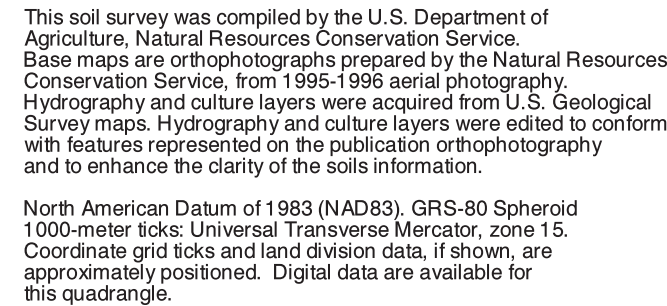 This soil survey was compiled by the U.S. Department of
Agriculture, Natural Resources Conservation Service.
Base maps are orthophotographs prepared by the Natural Resources
Conservation Service, from 1995-1996 aerial photography.
Hydrography and culture layers were acquired from U.S. Geological
Survey maps. Hydrography and culture layers were edited to conform
with features represented on the publication orthophotography
and to enhance the clarity of the soils information.

North American Datum of 1983 (NAD83). GRS-80 Spheroid
1000-meter ticks: Universal Transverse Mercator, zone 15.
Coordinate grid ticks and land division data, if shown, are
approximately positioned.  Digital data are available for
this quadrangle.